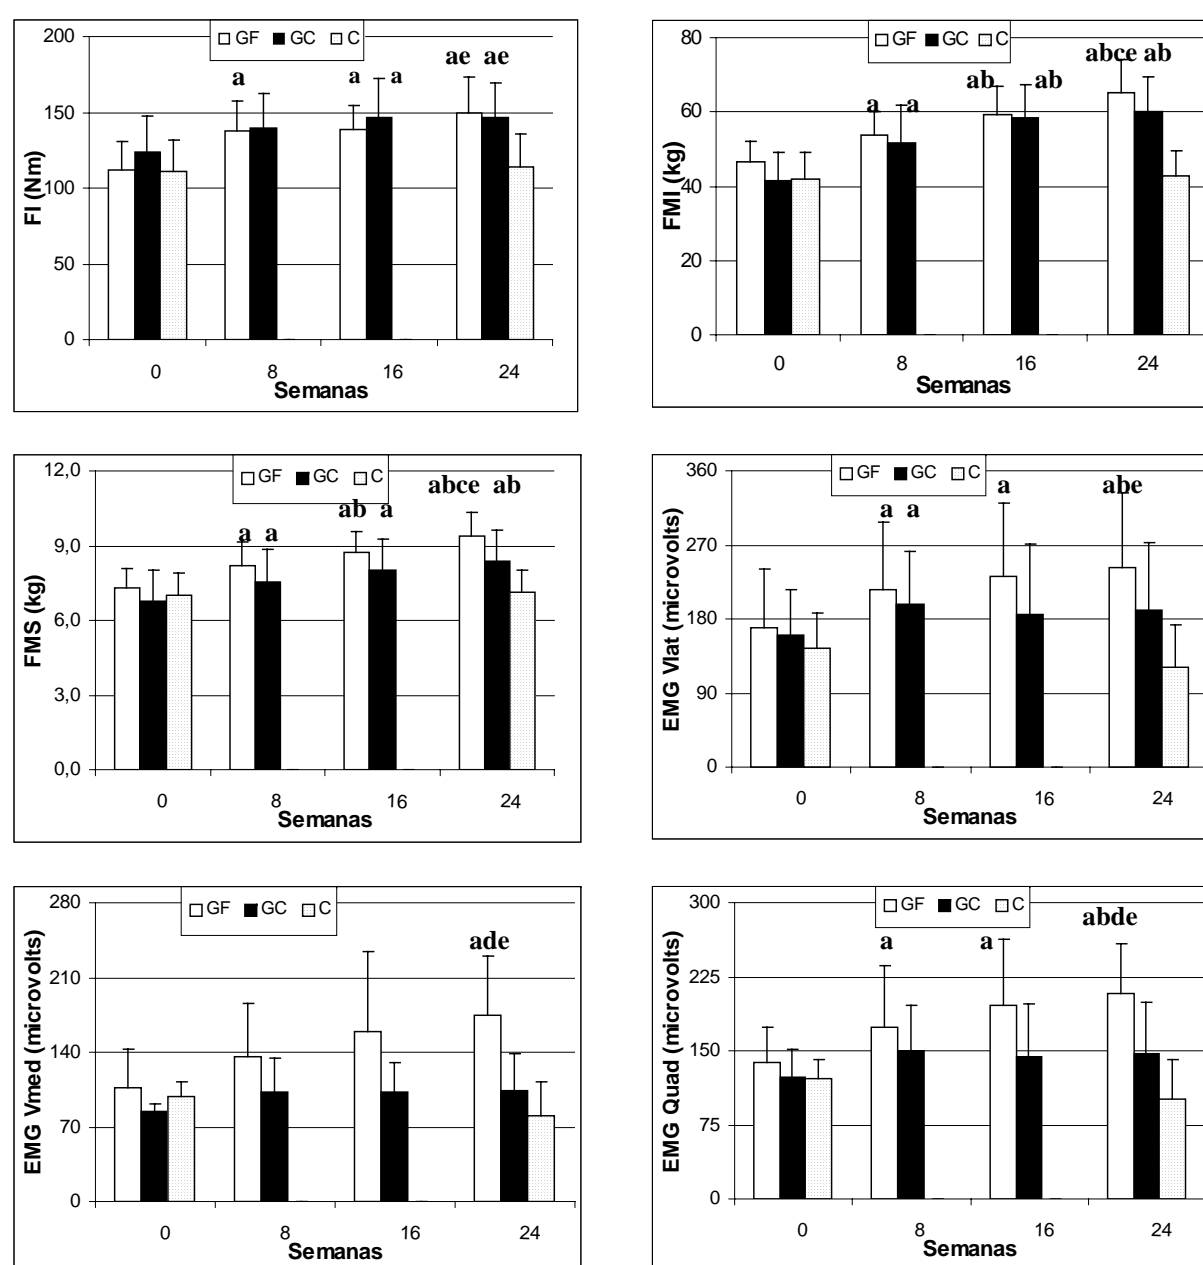 GF GC C
200
150
100
50
0
a
a a
ae ae
FI (Nm)
0 8 16 24
Semanas
GF GC C
80
60
40
20
0
a a
ab ab
abce ab
FMI (kg)
0 8 16 24
Semanas
GF GC C
12,0
9,0
6,0
3,0
0,0
a a
ab a
abce ab
FMS (kg)
0 8 16 24
Semanas
GF GC C
360
270
180
90
0
a a
a
abe
EMG Vlat (microvolts)
0 8 16 24
Semanas
GF GC C
280
210
140
70
0
ade
EMG Vmed (microvolts)
0 8 16 24
Semanas
GF GC C
300
225
150
75
0
a
a
abde
EMG Quad (microvolts)
0 8 16 24
Semanas